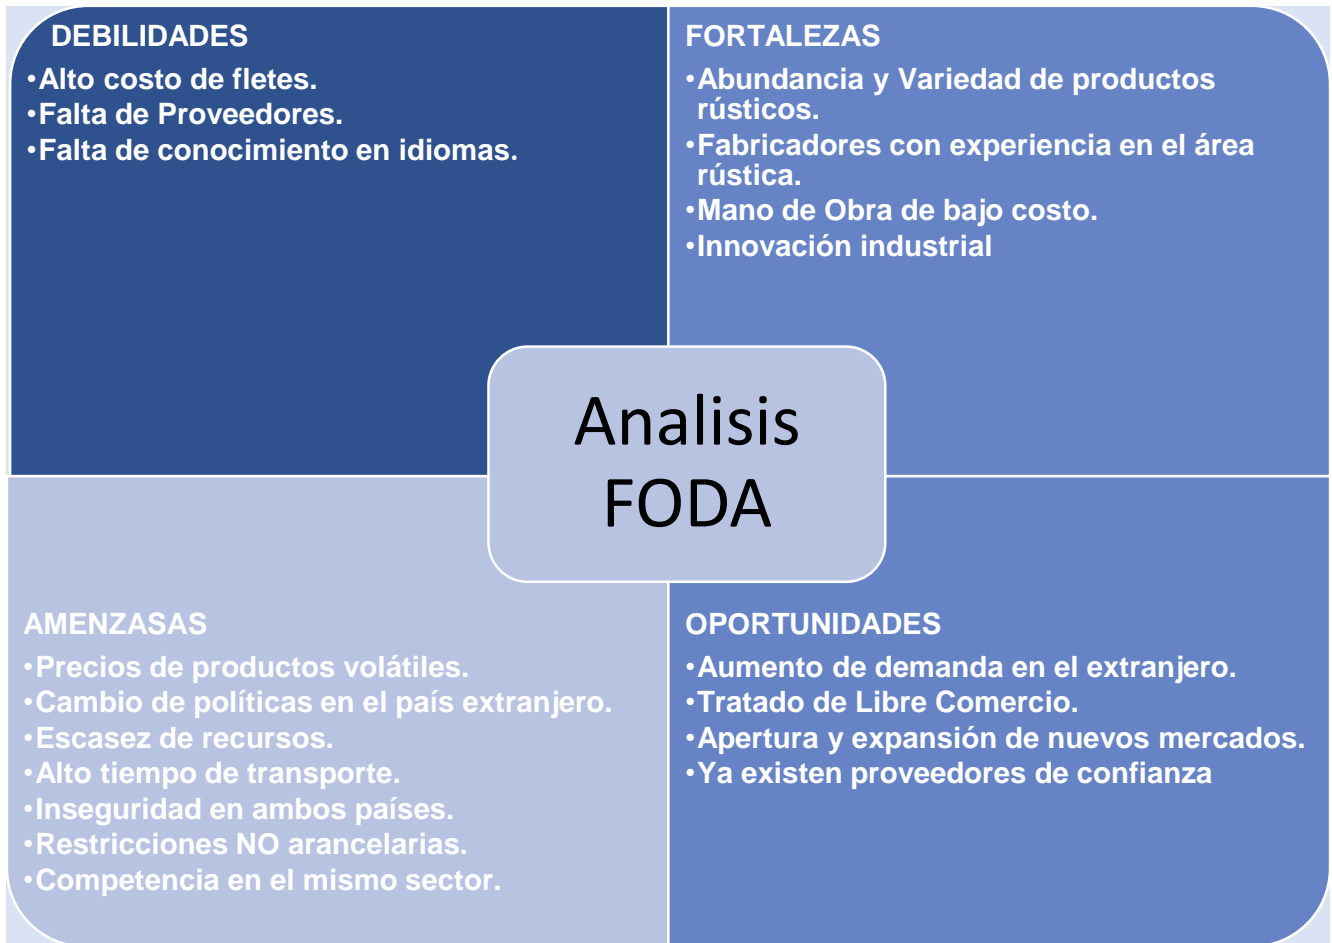 DEBILIDADES
•Alto costo de fletes.
•Falta de Proveedores.
•Falta de conocimiento en idiomas.
FORTALEZAS
•Abundancia y Variedad de productos
rústicos.
•Fabricadores con experiencia en el área
rústica.
•Mano de Obra de bajo costo.
•Innovación industrial
Analisis
FODA
AMENZASAS
•Precios de productos volátiles.
•Cambio de políticas en el país extranjero.
•Escasez de recursos.
•Alto tiempo de transporte.
•Inseguridad en ambos países.
•Restricciones NO arancelarias.
•Competencia en el mismo sector.
OPORTUNIDADES
•Aumento de demanda en el extranjero.
•Tratado de Libre Comercio.
•Apertura y expansión de nuevos mercados.
•Ya existen proveedores de confianza